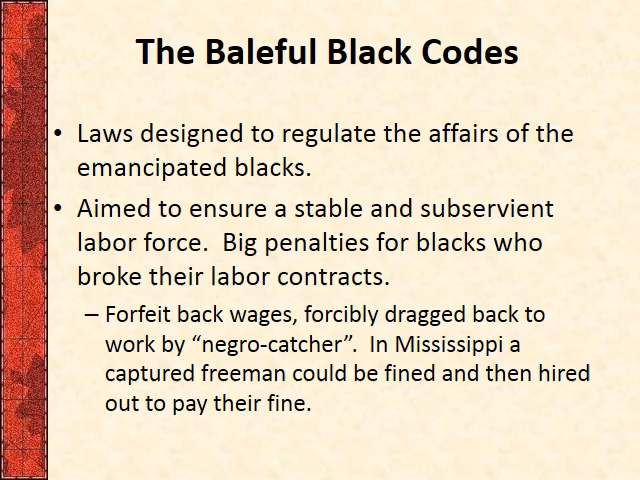 The Baleful Black Codes
• Laws designed to regulate the affairs of the
emancipated blacks.
• Aimed to ensure a stable and subservient
labor force.  Big penalties for blacks who
broke their labor contracts.
– Forfeit back wages, forcibly dragged back to
work by “negro-catcher”.  In Mississippi a
captured freeman could be fined and then hired
out to pay their fine.